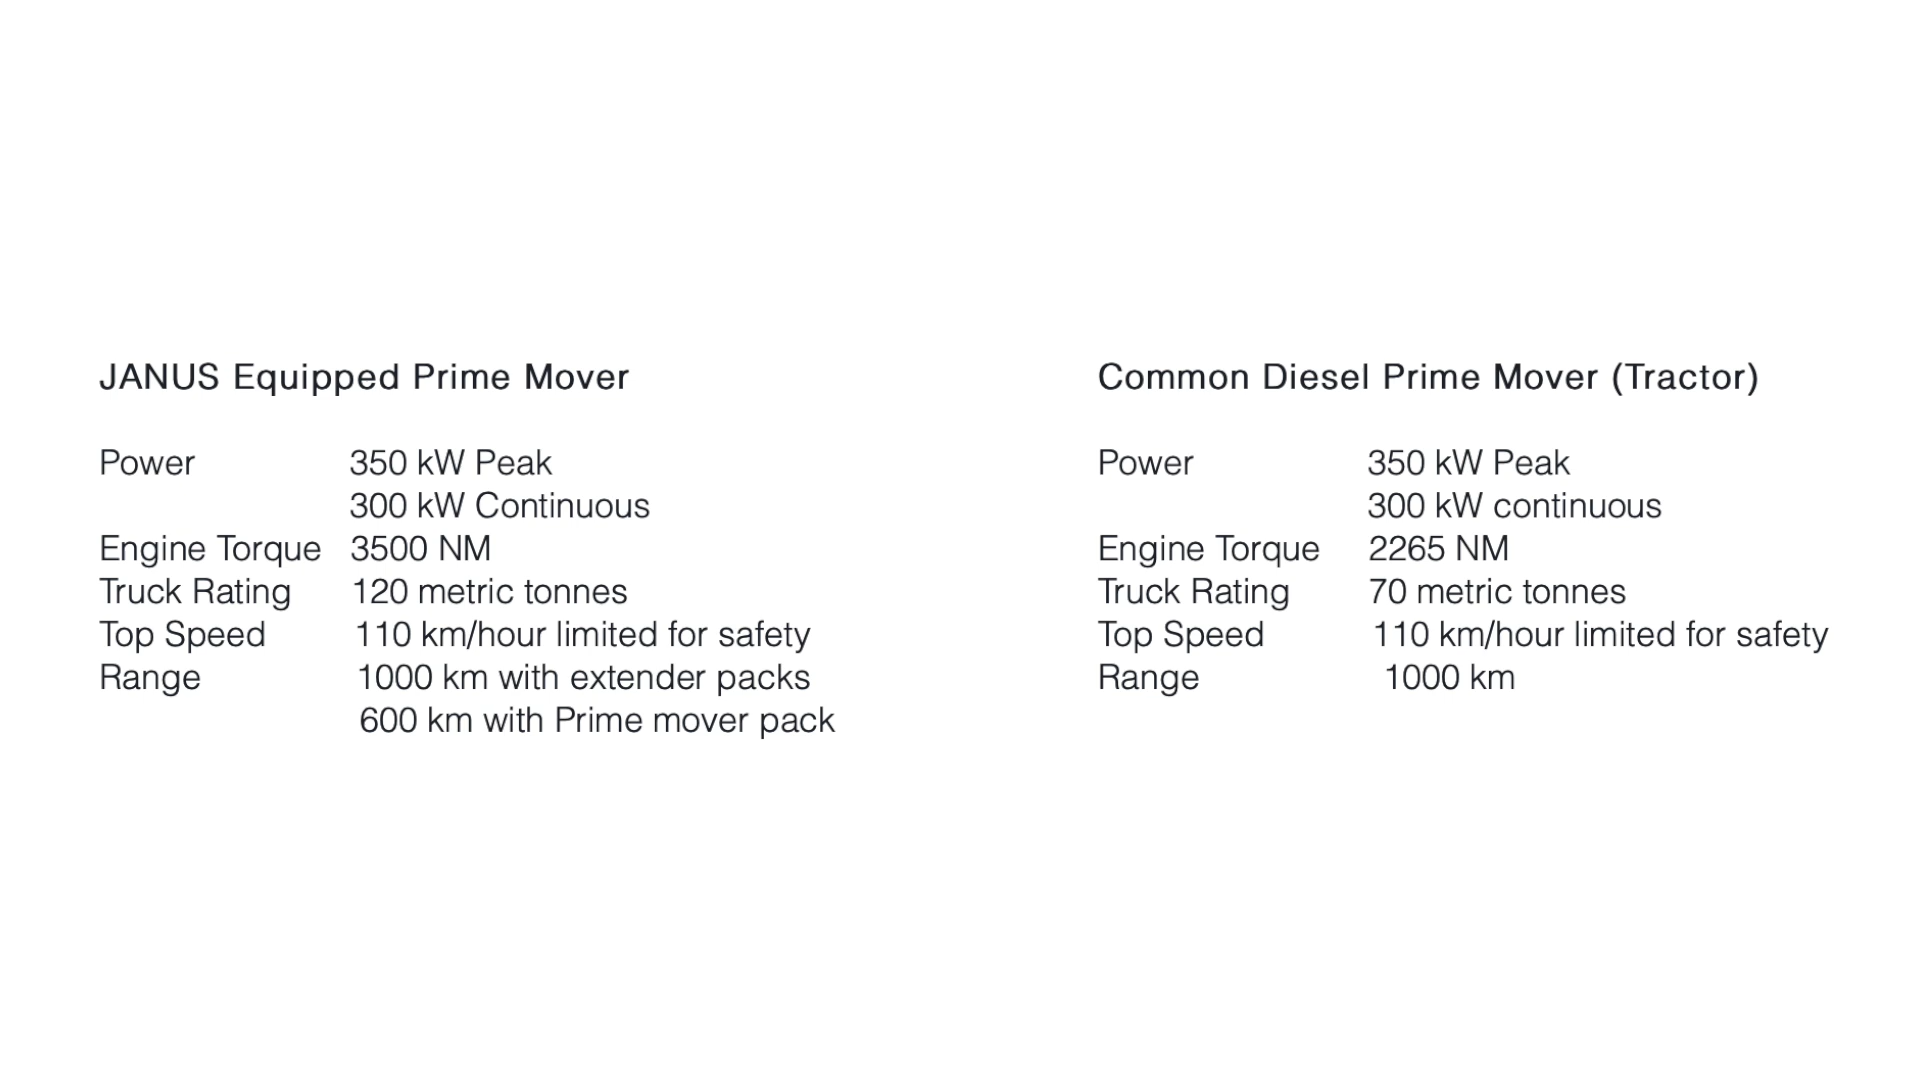 JANUS Equipped Prime Mover
Power 350 kW Peak
300 kW Continuous
Engine Torque 3500 NM
Truck Rating 120 metric tonnes
Top Speed 110 km/hour limited for safety
Range 1000 km with extender packs
600 km with Prime mover pack
Common Diesel Prime Mover (Tractor)
Power 350 kW Peak
300 kW continuous
Engine Torque 2265 NM
Truck Rating 70 metric tonnes
Top Speed 110 km/hour limited for safety
Range 1000 km